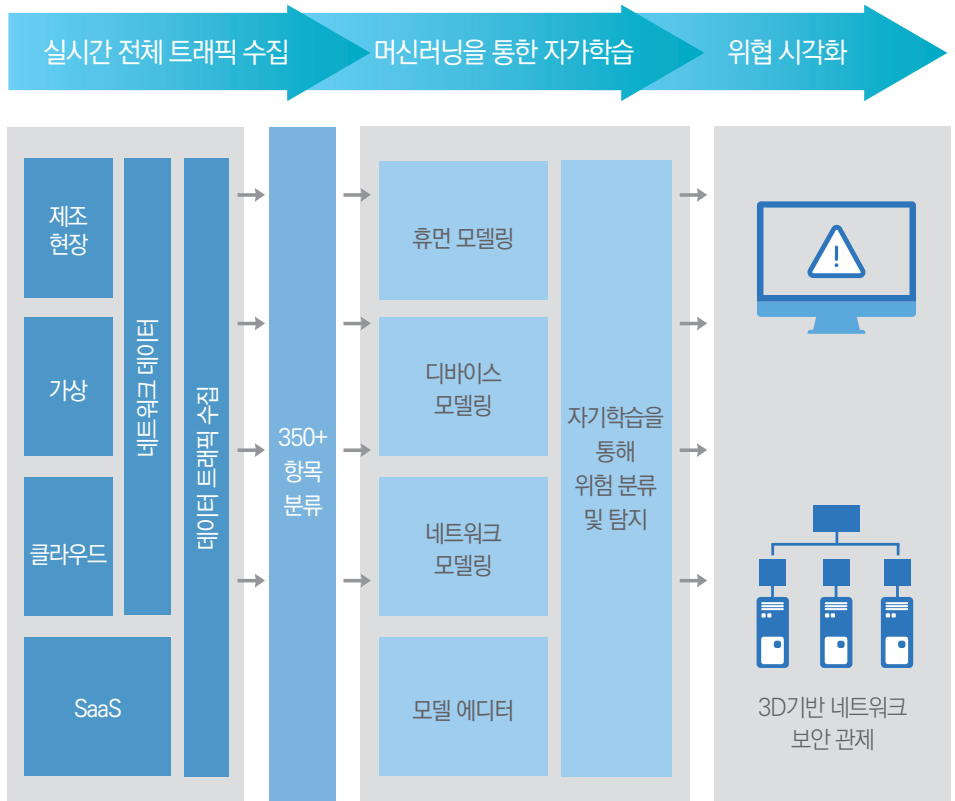 실시간 전체 트래픽 수집
머신러닝을 통한 자가학습
위협 시각화
제조
현장
가상
클라우드
SaaS
네트워크 데이터
데이터 트래픽 수집
350+
항목
분류
휴먼 모델링
디바이스
모델링
네트워크
모델링
모델 에디터
자기학습을
통해
위험 분류
및 탐지
3D기반 네트워크
보안 관제